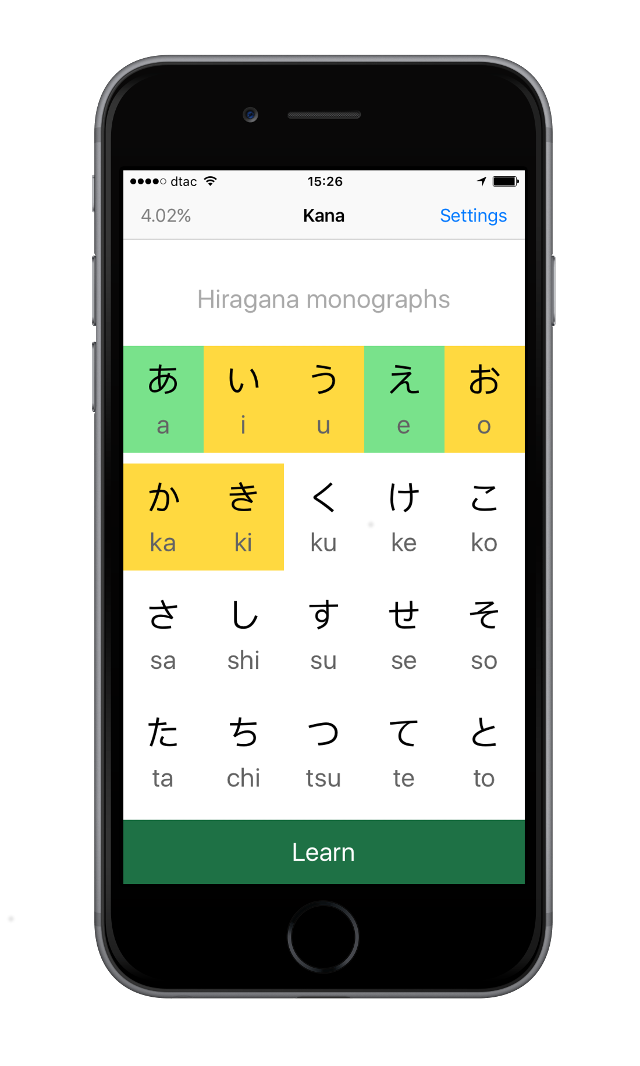 dtac 15:26
4.02% Kana Settings
Hiragana monographs
あ い う え お
a i u e o
か き く け こ
ka ki ku ke ko
さ し す せ そ
sa shi su se so
た ち つ て と
ta chi tsu te to
Learn